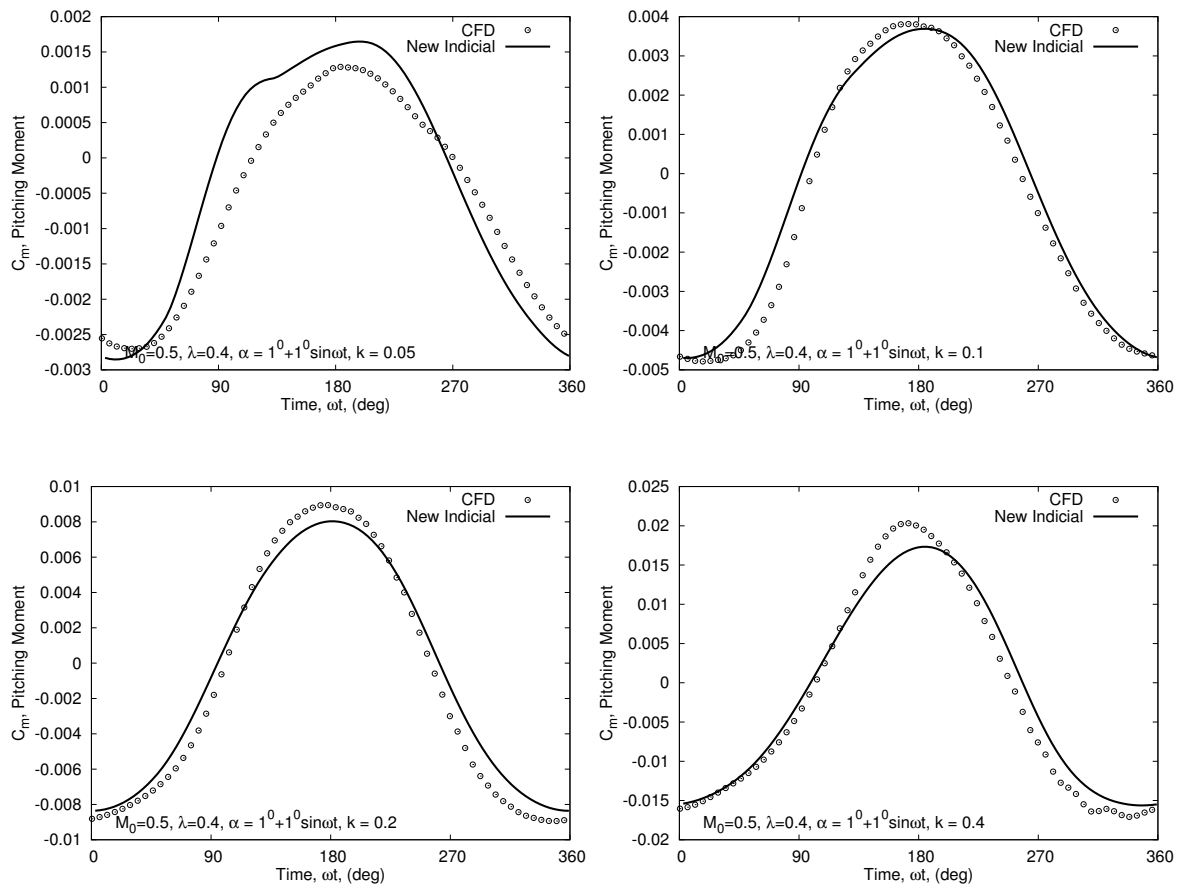 0.002
0.0015
0.001
0.0005
0
-0.0005
-0.001
-0.0015
-0.002
-0.0025
-0.003
0 90 180 270 360
C_m, Pitching Moment
Time, ωt, (deg)
CFD
New Indicial
M_0=0.5, λ=0.4, α = 1^0+1^0sinωt, k = 0.05
0.004
0.003
0.002
0.001
0
-0.001
-0.002
-0.003
-0.004
-0.005
0 90 180 270 360
C_m, Pitching Moment
Time, ωt, (deg)
CFD
New Indicial
M_0=0.5, λ=0.4, α = 1^0+1^0sinωt, k = 0.1
0.01
0.008
0.006
0.004
0.002
0
-0.002
-0.004
-0.006
-0.008
-0.01
0 90 180 270 360
C_m, Pitching Moment
Time, ωt, (deg)
CFD
New Indicial
M_0=0.5, λ=0.4, α = 1^0+1^0sinωt, k = 0.2
0.025
0.02
0.015
0.01
0.005
0
-0.005
-0.01
-0.015
-0.02
0 90 180 270 360
C_m, Pitching Moment
Time, ωt, (deg)
CFD
New Indicial
M_0=0.5, λ=0.4, α = 1^0+1^0sinωt, k = 0.4